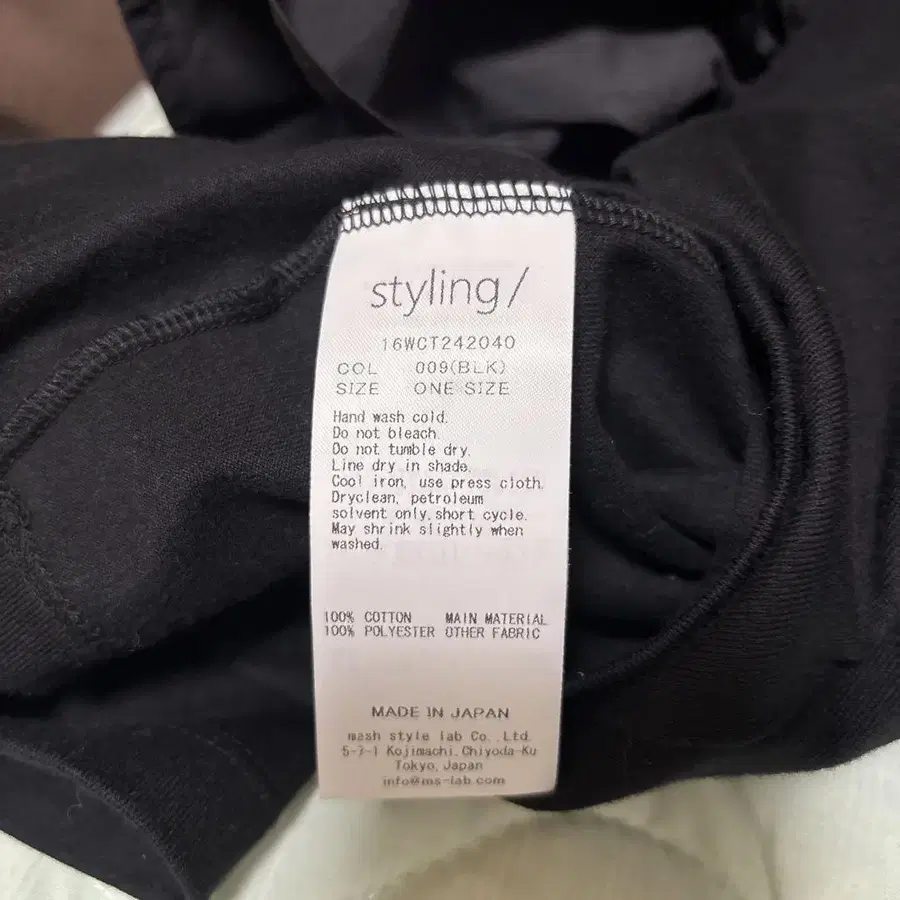 styling/
16WCT242040
COL 009(BLK)
SIZE ONE SIZE
Hand wash cold.
Do not bleach.
Do not tumble dry.
Line dry in shade.
Cool iron, use press cloth.
Dryclean, petroleum
solvent only, short cycle.
May shrink slightly when
washed.
100% COTTON MAIN MATERIAL
100% POLYESTER OTHER FABRIC
MADE IN JAPAN
mash style lab Co.,Ltd.
5-7-1 Kojimachi,Chiyoda-Ku
Tokyo,Japan
info@ms-lab.com